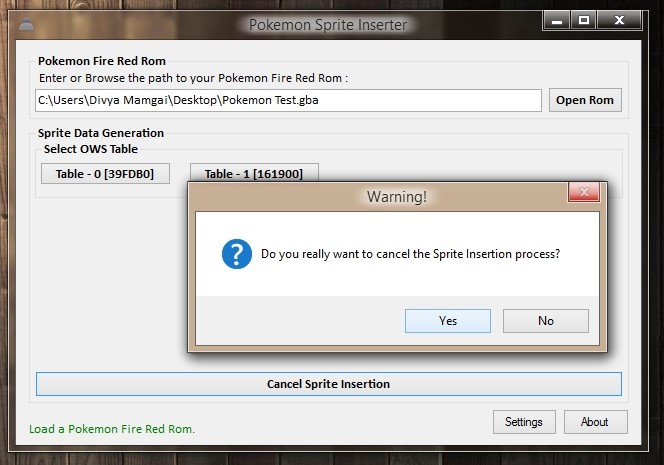 Pokemon Sprite Inserter
Pokemon Fire Red Rom
Enter or Browse the path to your Pokemon Fire Red Rom :
C:\Users\Divya Mamgai\Desktop\Pokemon Test.gba
Open Rom
Sprite Data Generation
Select OWS Table
Table - 0 [39FDB0]
Table - 1 [161900]
Warning!
Do you really want to cancel the Sprite Insertion process?
Yes
No
Cancel Sprite Insertion
Load a Pokemon Fire Red Rom.
Settings
About